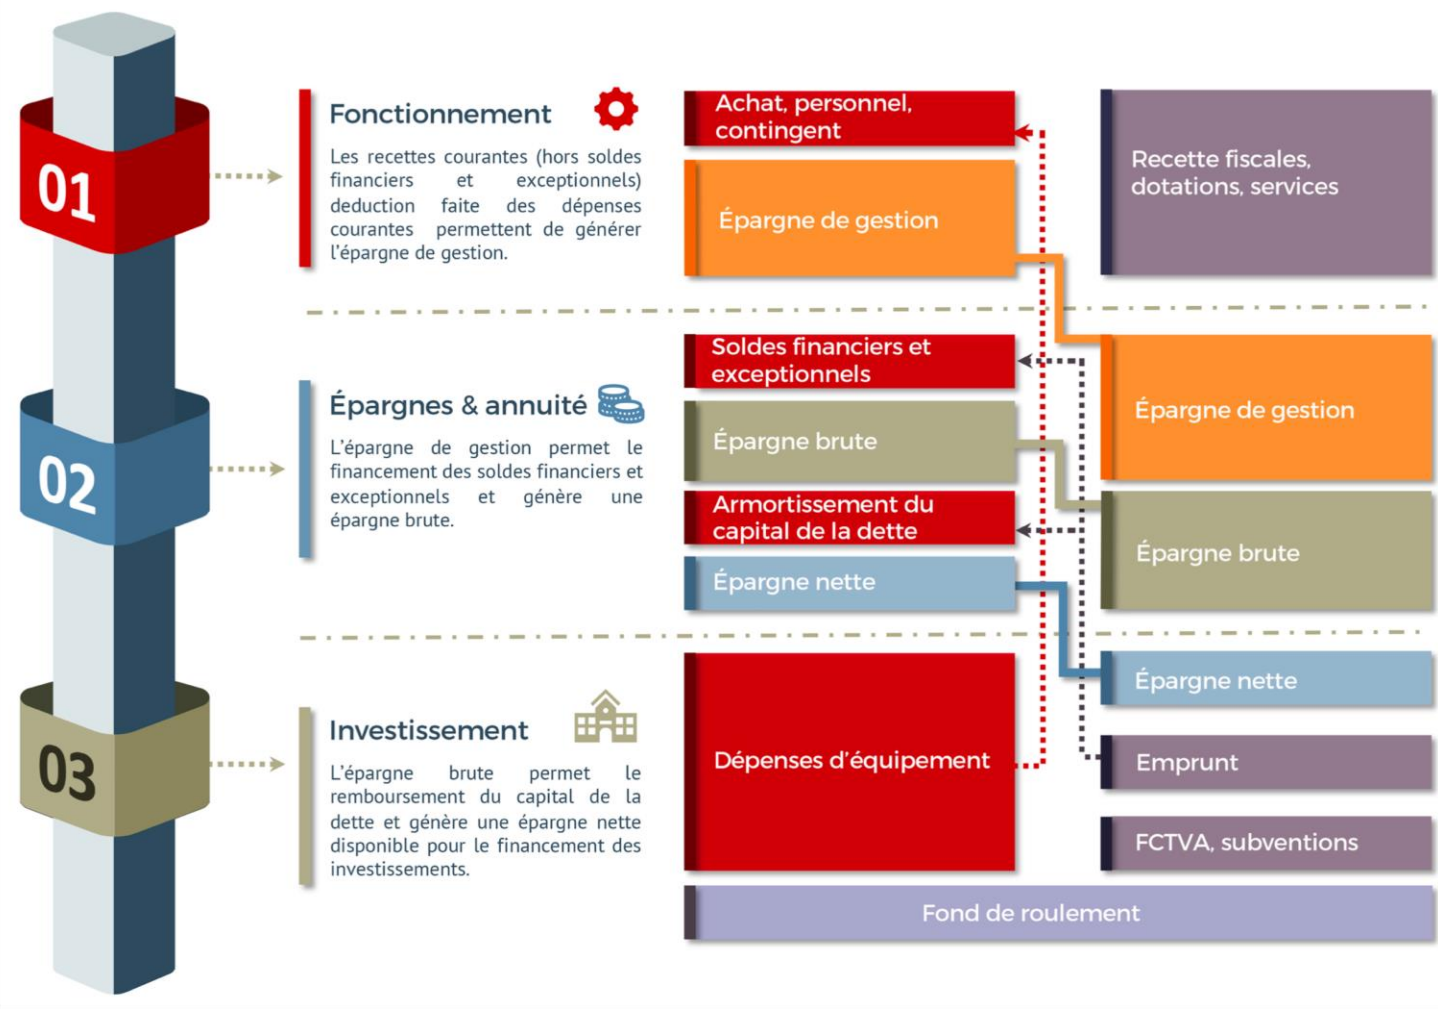 01
Fonctionnement
Les recettes courantes (hors soldes
financiers et exceptionnels)
deduction faite des dépenses
courantes permettent de générer
l'épargne de gestion.
Achat, personnel,
contingent
Épargne de gestion
Recette fiscales,
dotations, services
02
Épargnes & annuité
L'épargne de gestion permet le
financement des soldes financiers et
exceptionnels et génère une
épargne brute.
Soldes financiers et
exceptionnels
Épargne brute
Armortissement du
capital de la dette
Épargne nette
Épargne de gestion
Épargne brute
03
Investissement
L'épargne brute permet le
remboursement du capital de la
dette et génère une épargne nette
disponible pour le financement des
investissements.
Dépenses d'équipement
Épargne nette
Emprunt
FCTVA, subventions
Fond de roulement